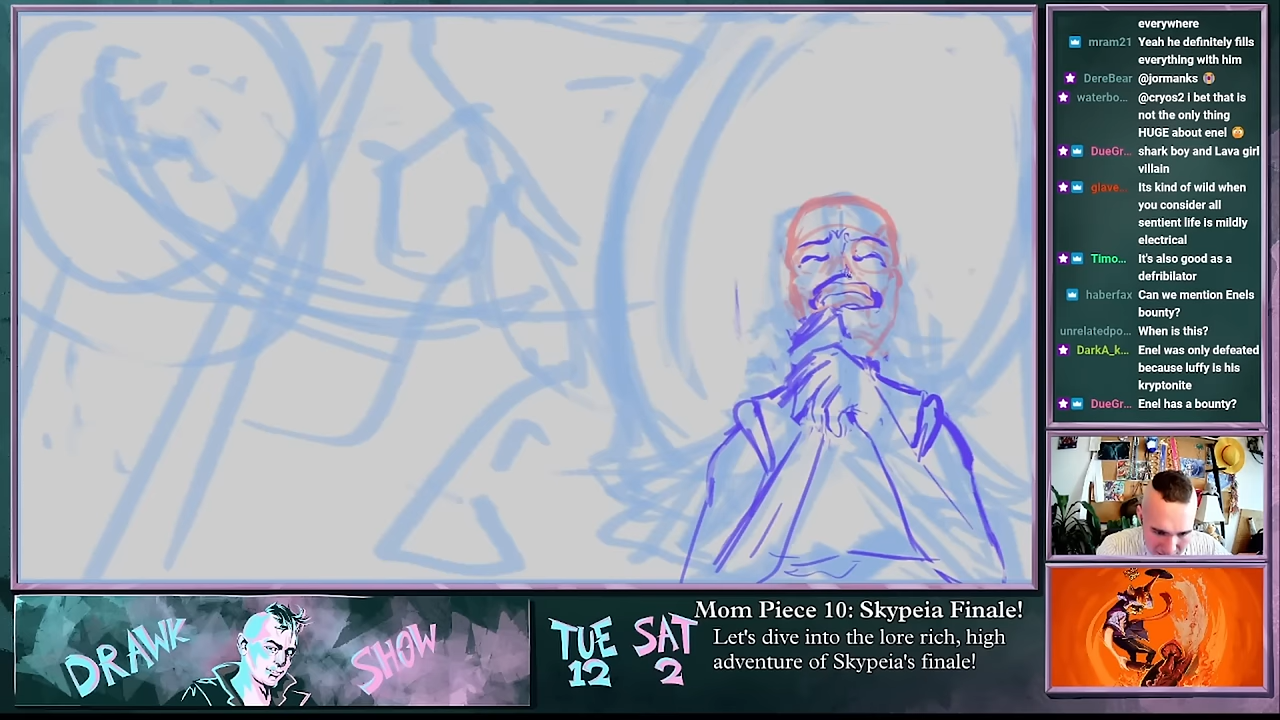 everywhere
mram21 Yeah he definitely fills
everything with him
DereBear @jormanks
waterbo... @cryos2 I bet that is
not the only thing
HUGE about enel
DueGr... shark boy and Lava girl
villain
glave... Its kind of wild when
you consider all
sentient life is mildly
electrical
Timo... It's also good as a
defribilator
haberfax Can we mention Enels
bounty?
unrelatedpo... When is this?
DarkA_k... Enel was only defeated
because luffy is his
kryptonite
DueGr... Enel has a bounty?
DRAWK
SHOW
TUE SAT
12 2
Mom Piece 10: Skypeia Finale!
Let's dive into the lore rich, high
adventure of Skypeia's finale!